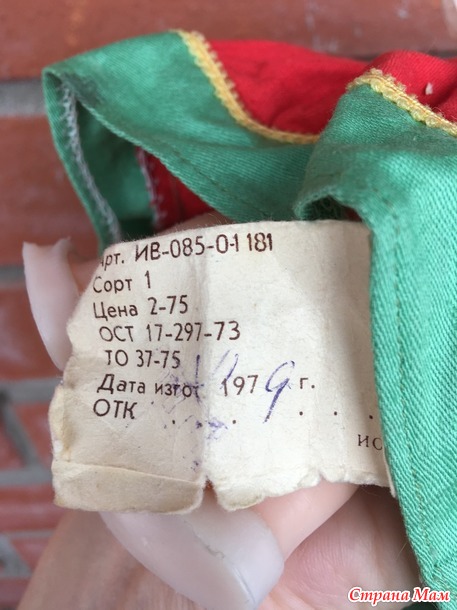 рт. ИВ-085-0-1 181
Сорт 1
Цена 2-75
ОСТ 17-297-73
ТО 37-75
Дата изгот 1979 г.
ОТК . . . . . . .
ис
Страна Мам